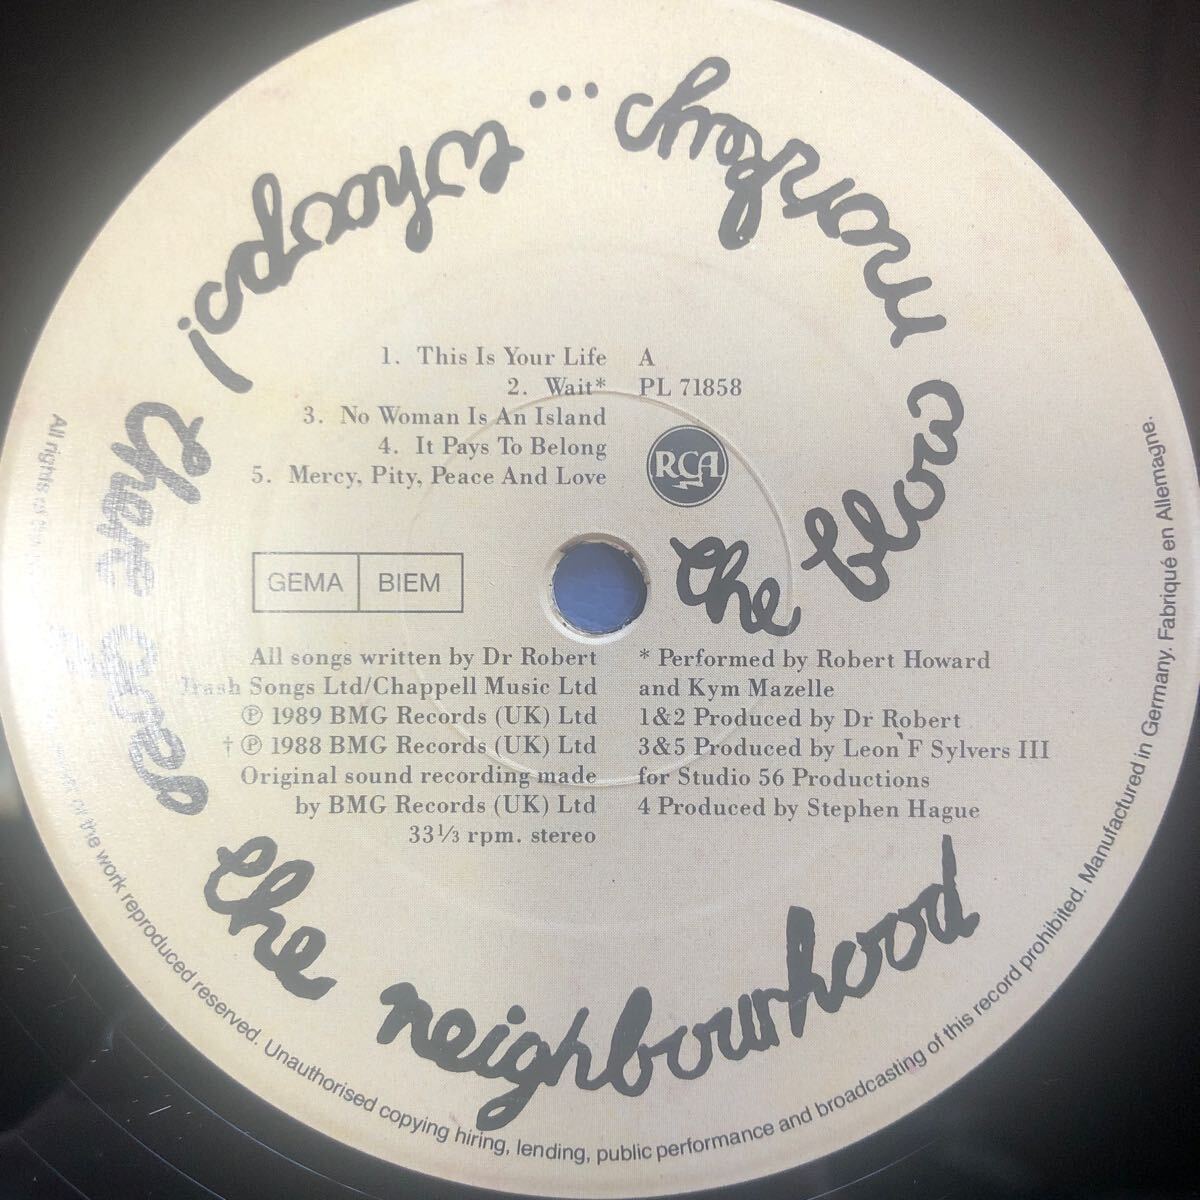 the blow monkeys ...
whoops! there goes
the neighbourhood
1. This Is Your Life
2. Wait*
3. No Woman Is An Island
4. It Pays To Belong
5. Mercy, Pity, Peace And Love
A
PL 71858
RCA
GEMA BIEM
All songs written by Dr Robert
Trash Songs Ltd/Chappell Music Ltd
℗ 1989 BMG Records (UK) Ltd
† ℗ 1988 BMG Records (UK) Ltd
Original sound recording made
by BMG Records (UK) Ltd
33⅓ rpm. stereo
* Performed by Robert Howard
and Kym Mazelle
1&2 Produced by Dr Robert
3&5 Produced by Leon F Sylvers III
for Studio 56 Productions
4 Produced by Stephen Hague
All rights of the work reproduced reserved. Unauthorised copying hiring, lending, public performance and broadcasting of this record prohibited. Manufactured in Germany. Fabriqué en Allemagne.